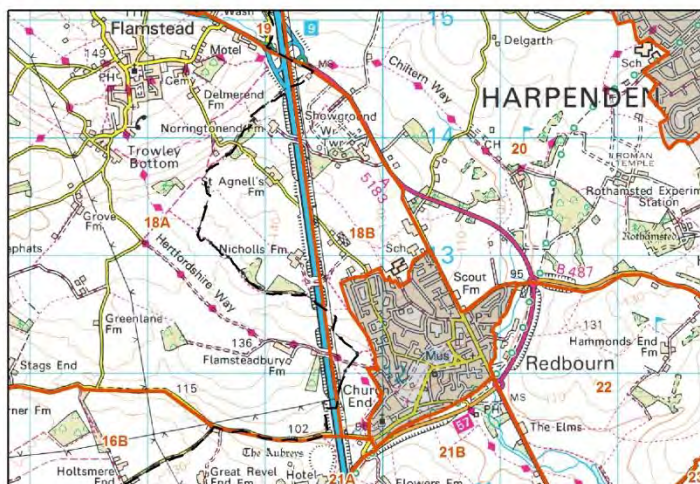 Wash
19
9
15
Flamstead
Motel
MS
Delgarth
149
PH
Cemy
Sch
Delmerend
Fm
Chiltern Way
HARPENDEN
Showground
Norringtonend Fm
Wr
Twr
14
CH
20
Trowley
Bottom
ROMAN
TEMPLE
A 5183
Agnell's
Fm
Rothamsted Experim
Station
Grove
Fm
18A
18B
Rothamsted
ephats
Sch
13
Nicholls Fm
Hertfordshire Way
Scout
Fm
95
B 487
110
Greenlane
Fm
131
136
Hammonds End
Fm
Flamsteadbury
Fm
Mus
Redbourn
Stags End
22
115
Church
End
MS
rner Fm
PH
57
102
The Elms
16B
The Aubreys
21B
Holtsmere
End
Great Revel
End Fm
Hotel
21A
Flowers Fm
23